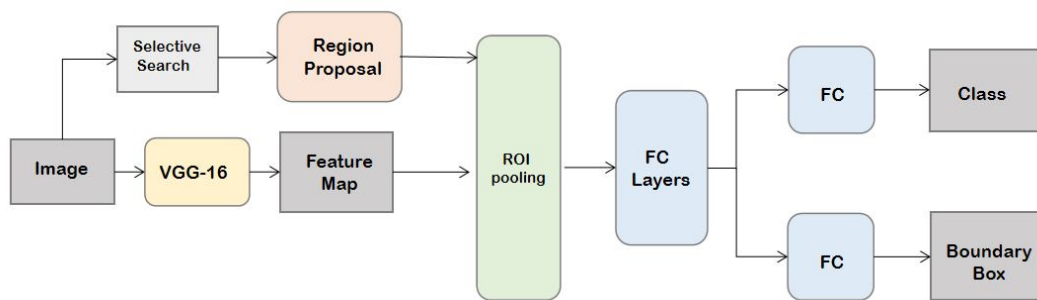 Selective
Search
Region
Proposal
Image
VGG-16
Feature
Map
ROI
pooling
FC
Layers
FC
Class
FC
Boundary
Box